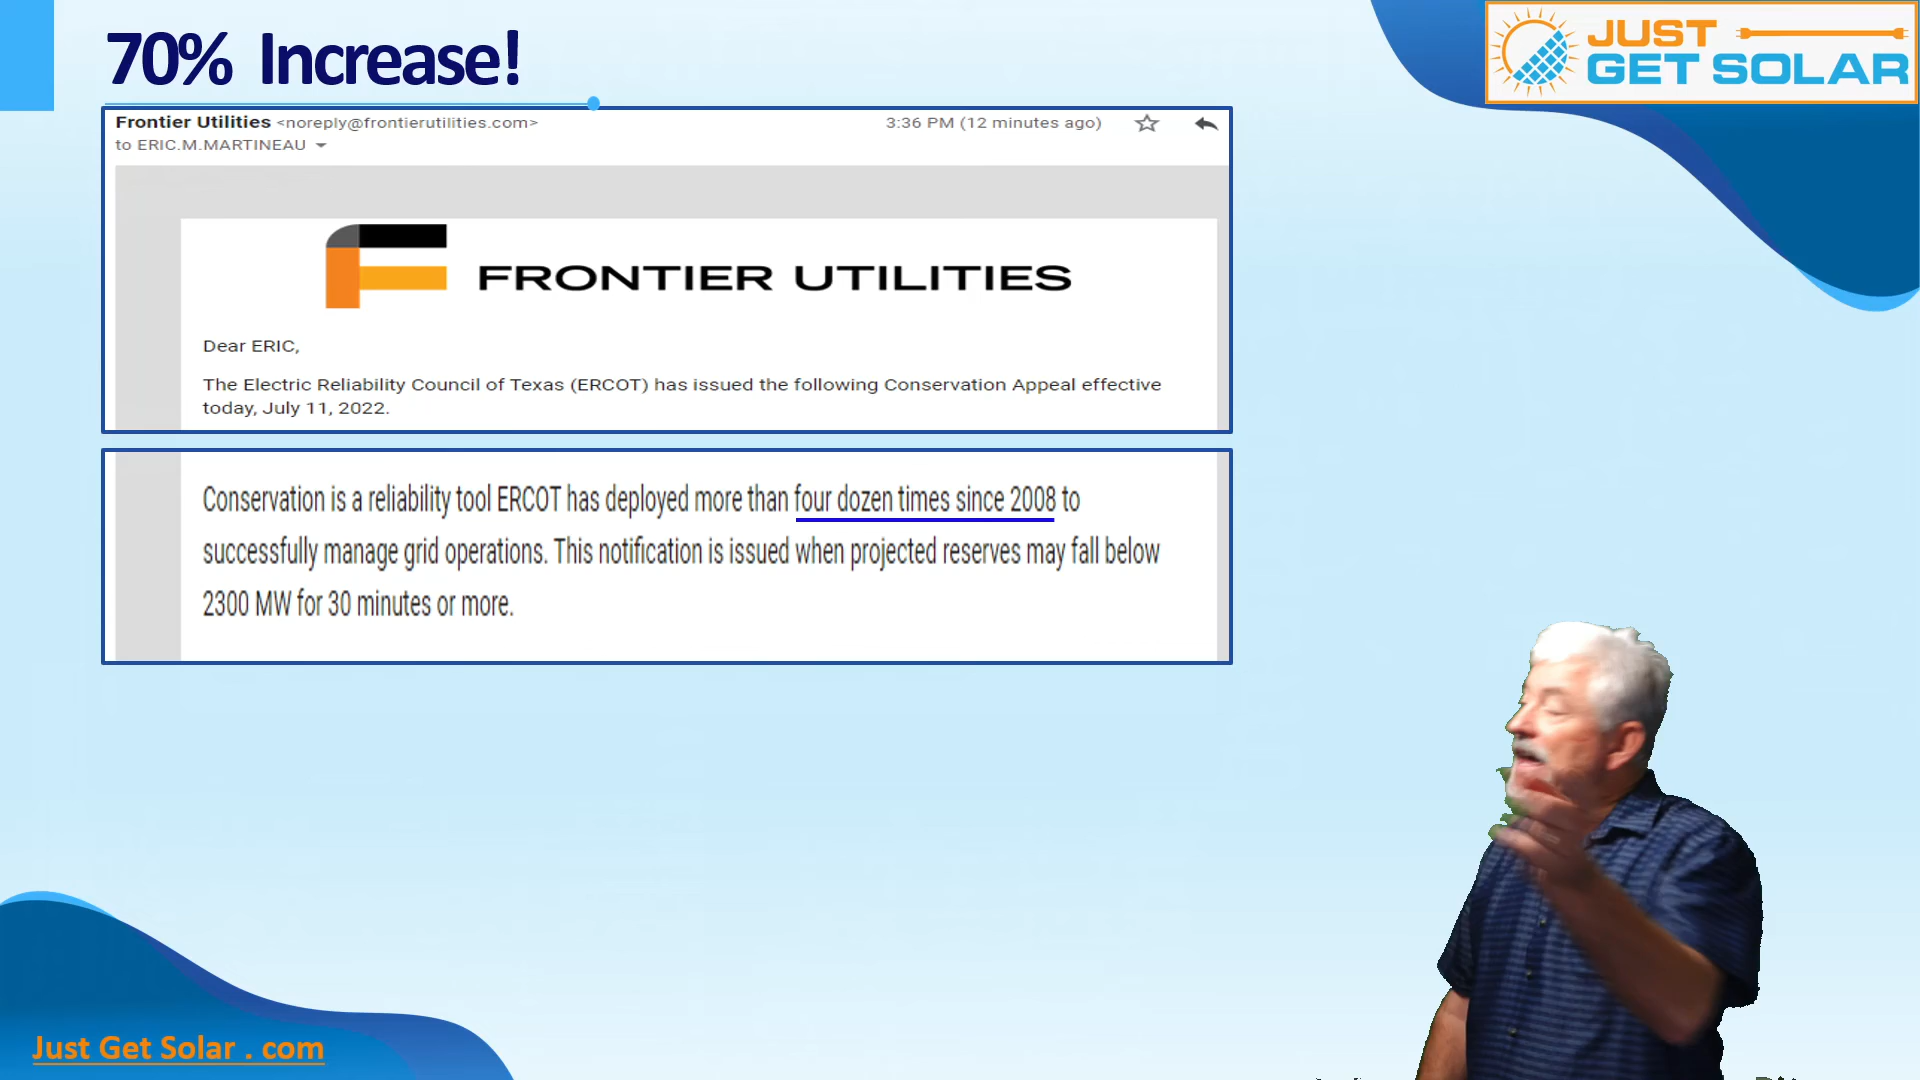 70% Increase!
JUST
GET SOLAR
Frontier Utilities <noreply@frontierutilities.com>
3:36 PM (12 minutes ago)
to ERIC.M.MARTINEAU
FRONTIER UTILITIES
Dear ERIC,
The Electric Reliability Council of Texas (ERCOT) has issued the following Conservation Appeal effective
today, July 11, 2022.
Conservation is a reliability tool ERCOT has deployed more than four dozen times since 2008 to
successfully manage grid operations. This notification is issued when projected reserves may fall below
2300 MW for 30 minutes or more.
Just Get Solar . com